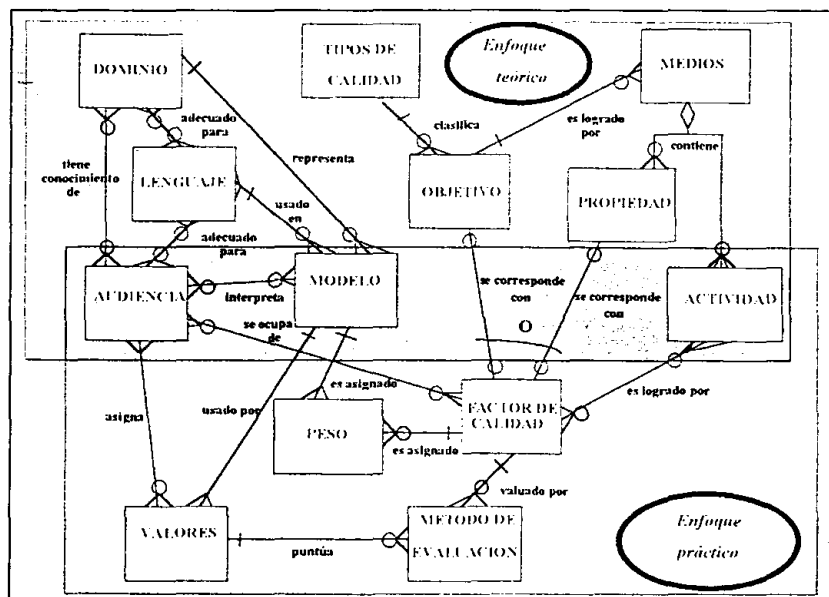 TIPOS DE
CALIDAD
Enfoque
teórico
MEDIOS
DOMINIO
adecuado
para
clasifica
es logrado
por
contiene
tiene
conocimiento
de
LENGUAJE
representa
OBJETIVO
PROPIEDAD
usado
en
adecuado
para
AUDIENCIA
interpreta
MODELO
se corresponde
con
se corresponde
con
ACTIVIDAD
O
se ocupa
de
asigna
usado por
es asignado
PESO
es asignado
FACTOR DE
CALIDAD
es logrado por
valuado por
VALORES
puntúa
METODO DE
EVALUACION
Enfoque
práctico